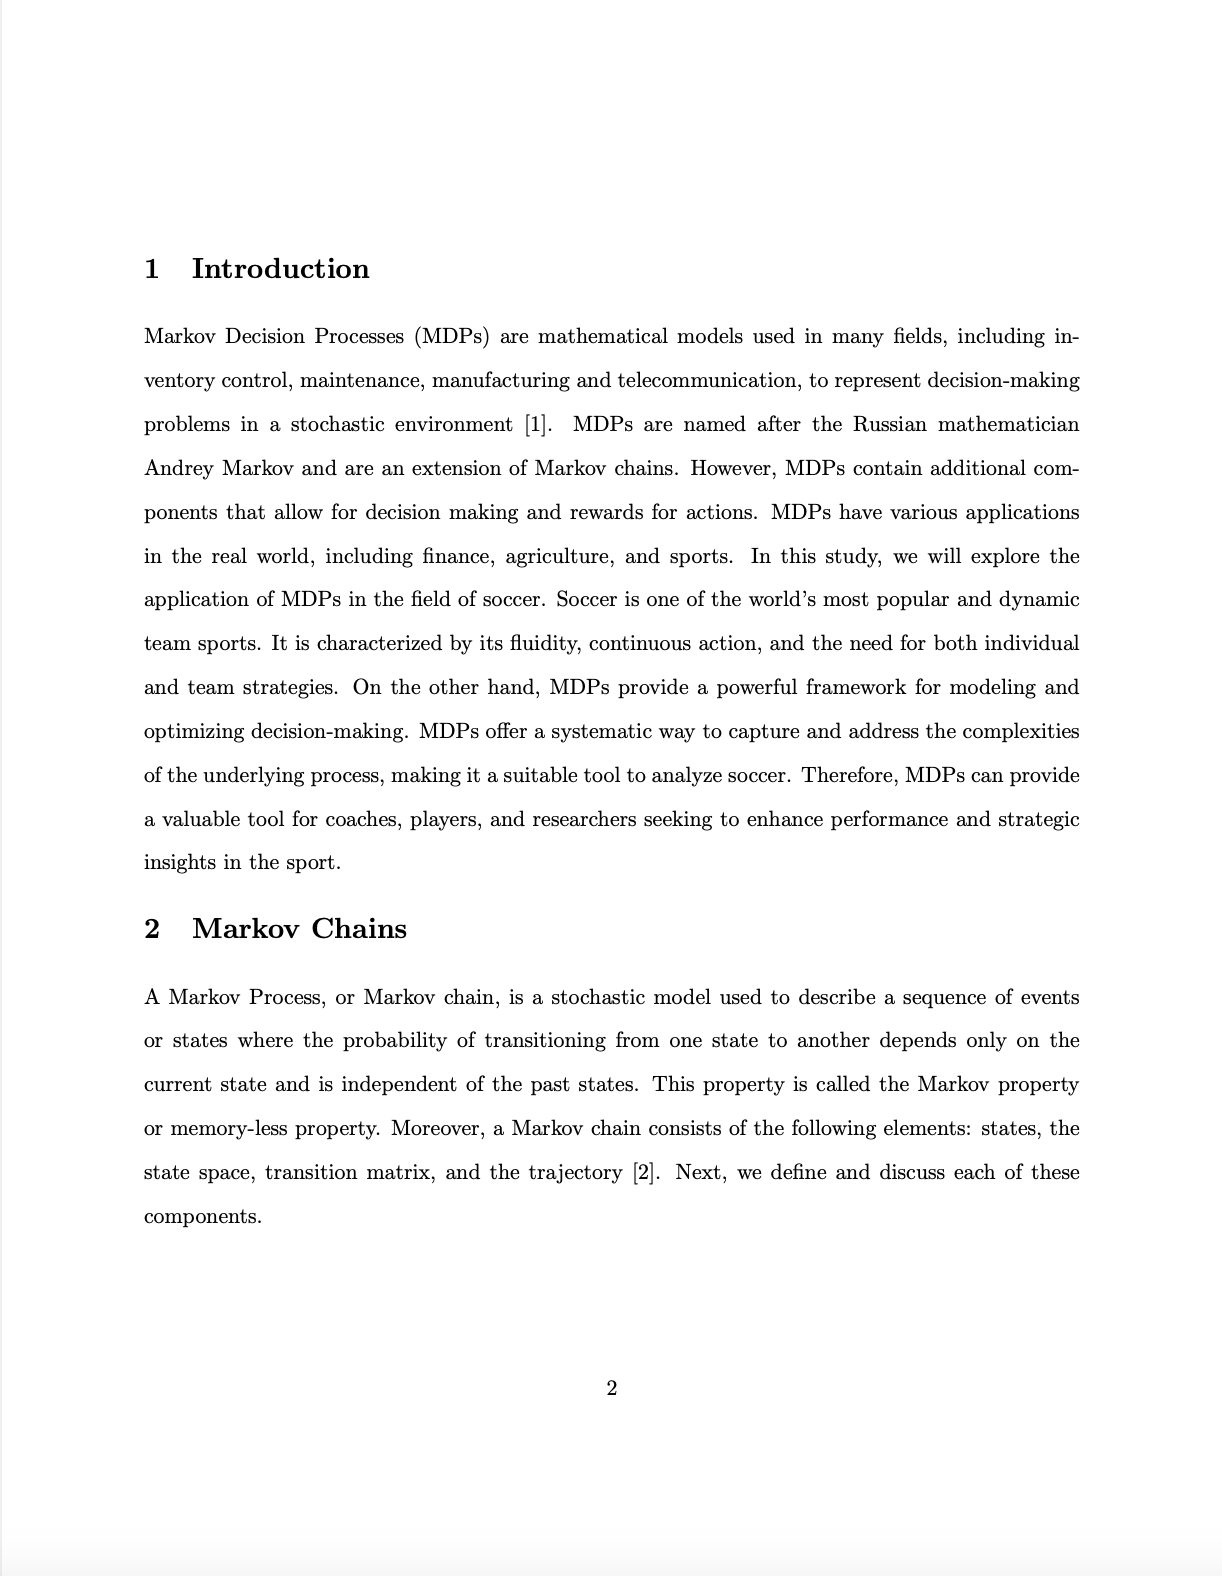 1 Introduction
Markov Decision Processes (MDPs) are mathematical models used in many fields, including in-
ventory control, maintenance, manufacturing and telecommunication, to represent decision-making
problems in a stochastic environment [1]. MDPs are named after the Russian mathematician
Andrey Markov and are an extension of Markov chains. However, MDPs contain additional com-
ponents that allow for decision making and rewards for actions. MDPs have various applications
in the real world, including finance, agriculture, and sports. In this study, we will explore the
application of MDPs in the field of soccer. Soccer is one of the world's most popular and dynamic
team sports. It is characterized by its fluidity, continuous action, and the need for both individual
and team strategies. On the other hand, MDPs provide a powerful framework for modeling and
optimizing decision-making. MDPs offer a systematic way to capture and address the complexities
of the underlying process, making it a suitable tool to analyze soccer. Therefore, MDPs can provide
a valuable tool for coaches, players, and researchers seeking to enhance performance and strategic
insights in the sport.
2 Markov Chains
A Markov Process, or Markov chain, is a stochastic model used to describe a sequence of events
or states where the probability of transitioning from one state to another depends only on the
current state and is independent of the past states. This property is called the Markov property
or memory-less property. Moreover, a Markov chain consists of the following elements: states, the
state space, transition matrix, and the trajectory [2]. Next, we define and discuss each of these
components.
2